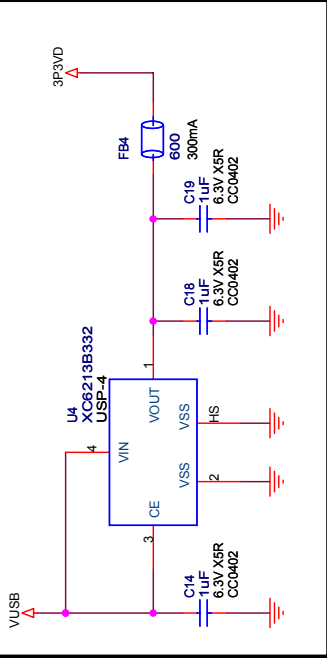 VUSB
C14
1uF
6.3V X5R
CC0402
U4
XC6213B332
USP-4
3
CE
4
VIN
VOUT
1
VSS
2
VSS
HS
C18
1uF
6.3V X5R
CC0402
C19
1uF
6.3V X5R
CC0402
FB4
600
300mA
3P3VD